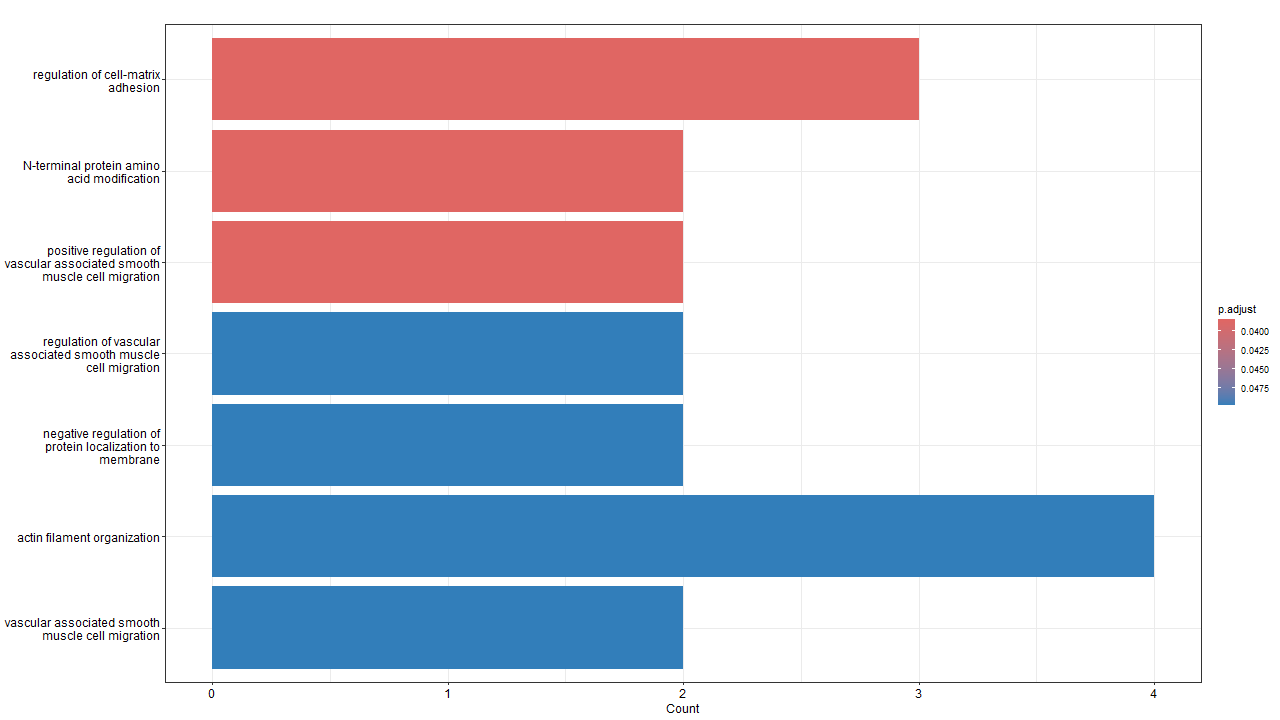 regulation of cell-matrix
adhesion
N-terminal protein amino
acid modification
positive regulation of
vascular associated smooth
muscle cell migration
regulation of vascular
associated smooth muscle
cell migration
negative regulation of
protein localization to
membrane
actin filament organization
vascular associated smooth
muscle cell migration
0 1 2 3 4
Count
p.adjust
0.0400
0.0425
0.0450
0.0475